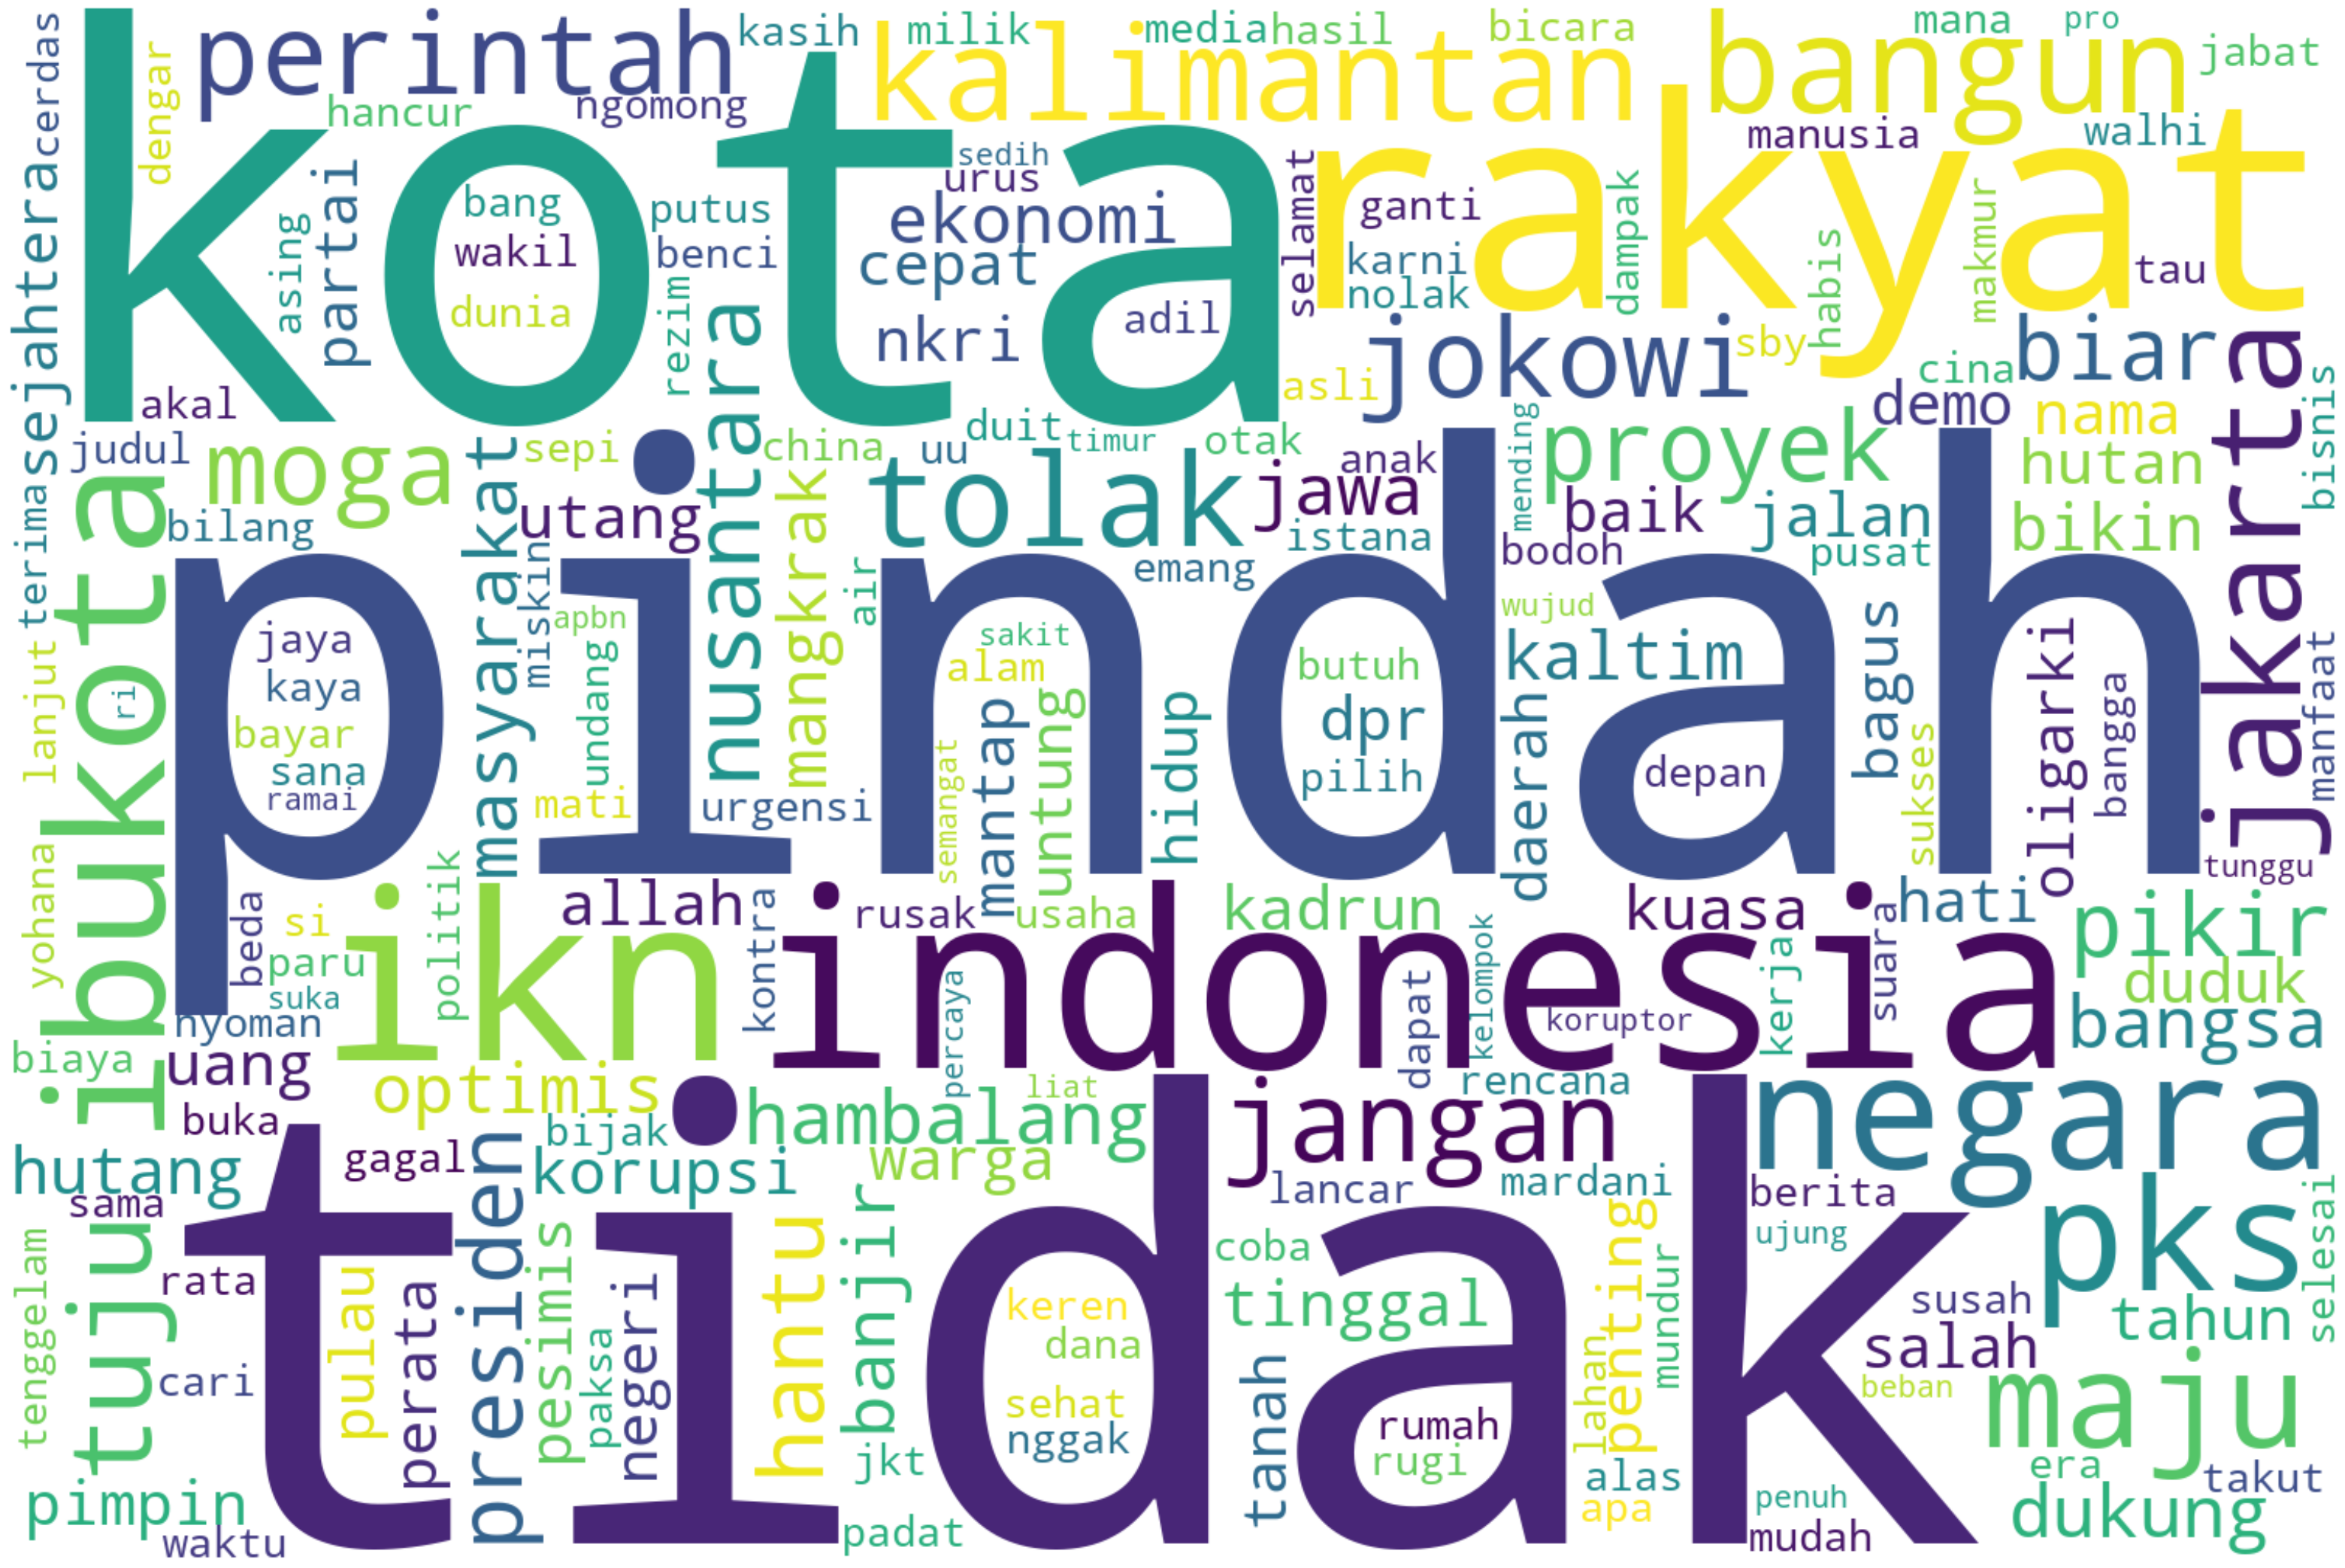 perintah
kasih
milik
media
hasil
bicara
mana
pro
kalimantan
bangun
jabat
cerdas
dengar
hancur
ngomong
manusia
walhi
kota
rakyat
sedih
urus
selamat
ganti
dampak
makmur
sejahtera
asing
partai
bang
wakil
dunia
putus
benci
rezim
ekonomi
cepat
nkri
adil
karni
nolak
habis
tau
jokowi
sby
cina
biar
asli
demo
nama
jakarta
bisnis
akal
judul
moga
sepi
nusantara
china
uu
duit
timur
otak
tolak
jawa
anak
mending
proyek
hutan
bilang
masyarakat
utang
mangkrak
istana
baik
jalan
bikin
terima
ibukota
miskin
air
emang
bodoh
pusat
pindah
jaya
kaya
bayar
sana
ramai
apbn
undang
mati
urgensi
sakit
alam
mantap
untung
semangat
hidup
butuh
dpr
pilih
wujud
kaltim
daerah
depan
bagus
sukses
oligarki
bangga
manfaat
lanjut
ri
tunggu
yohana
beda
si
paru
suka
politik
allah
kontra
rusak
usaha
kadrun
kelompok
kuasa
hati
pikir
duduk
ikn
indonesia
percaya
dapat
koruptor
kerja
suara
bangsa
nyoman
biaya
uang
optimis
liat
rencana
buka
bijak
hambalang
jangan
negara
hutang
gagal
presiden
korupsi
warga
lancar
mardani
berita
sama
tidak
ujung
pks
selesai
tuju
tenggelam
rata
cari
pulau
perata
pesimis
paksa
negeri
hantu
banjir
keren
dana
sehat
nggak
coba
tinggal
tanah
rumah
rugi
penting
lahan
mundur
susah
salah
beban
tahun
maju
pimpin
waktu
jkt
padat
alas
apa
penuh
mudah
era
takut
dukung